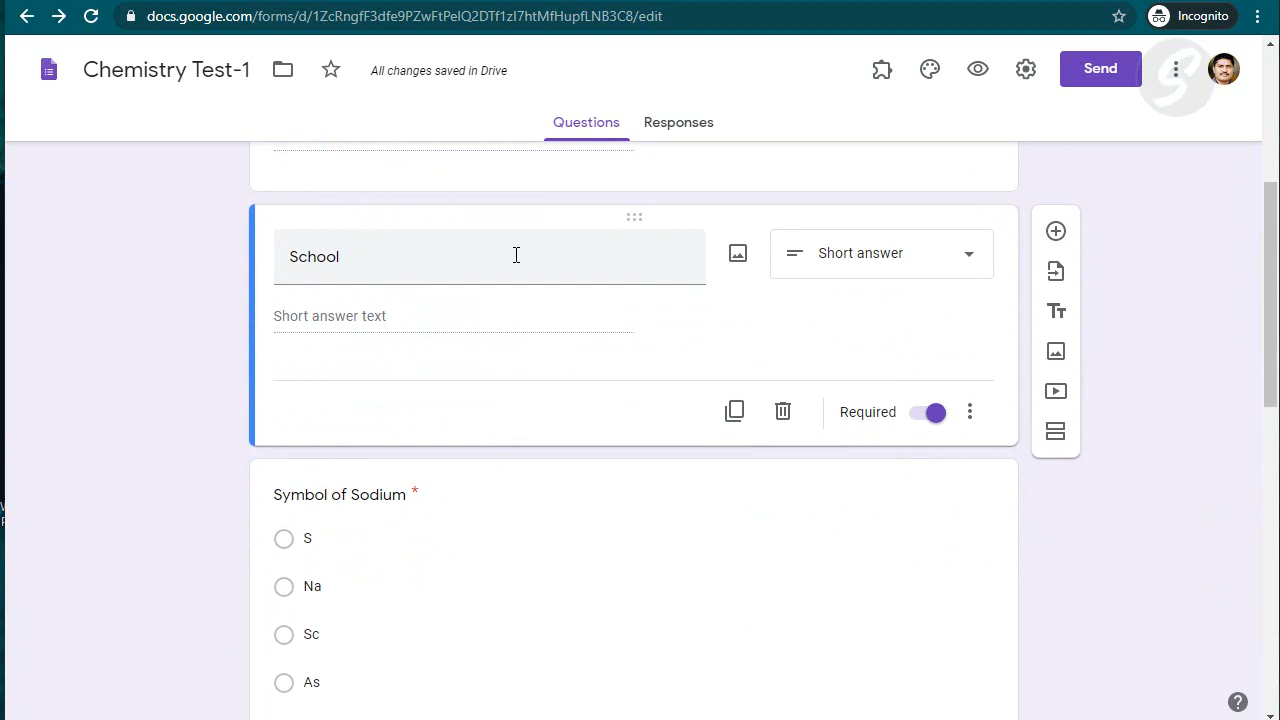 docs.google.com/forms/d/1ZcRngfF3dfe9PZwFtPeIQ2DTf1zI7htMfHupfLNB3C8/edit
Incognito
Chemistry Test-1
All changes saved in Drive
Send
Questions
Responses
School
Short answer
Short answer text
Required
Symbol of Sodium *
S
Na
Sc
As